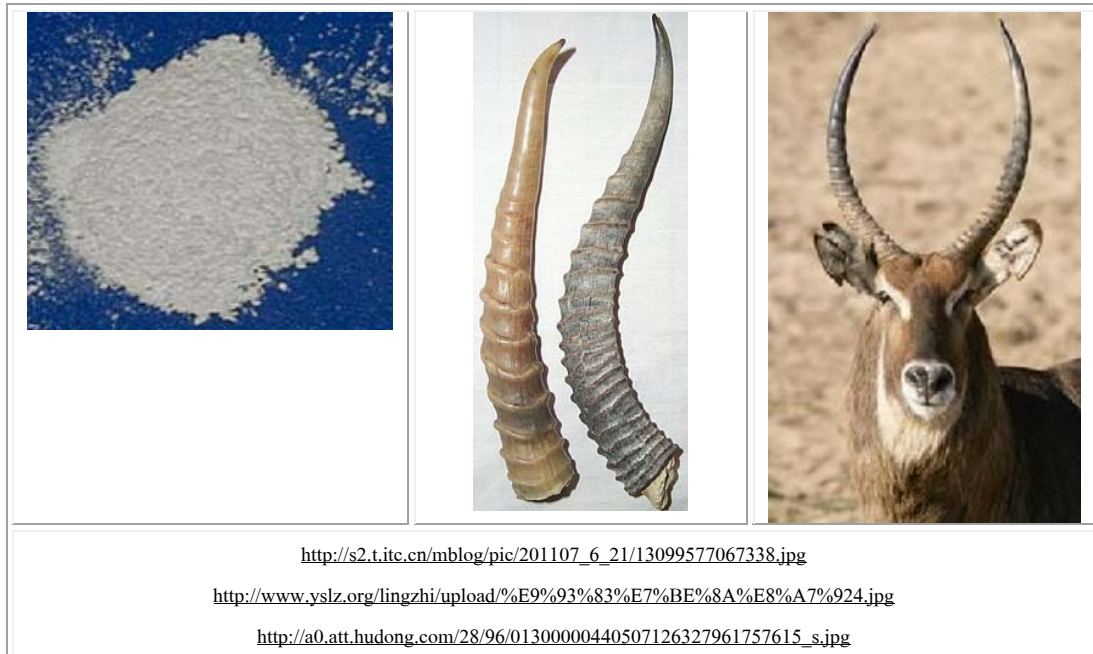 http://s2.t.itc.cn/mblog/pic/201107_6_21/13099577067338.jpg
http://www.yslz.org/lingzhi/upload/%E9%93%83%E7%BE%8A%E8%A7%924.jpg
http://a0.att.hudong.com/28/96/01300000440507126327961757615_s.jpg